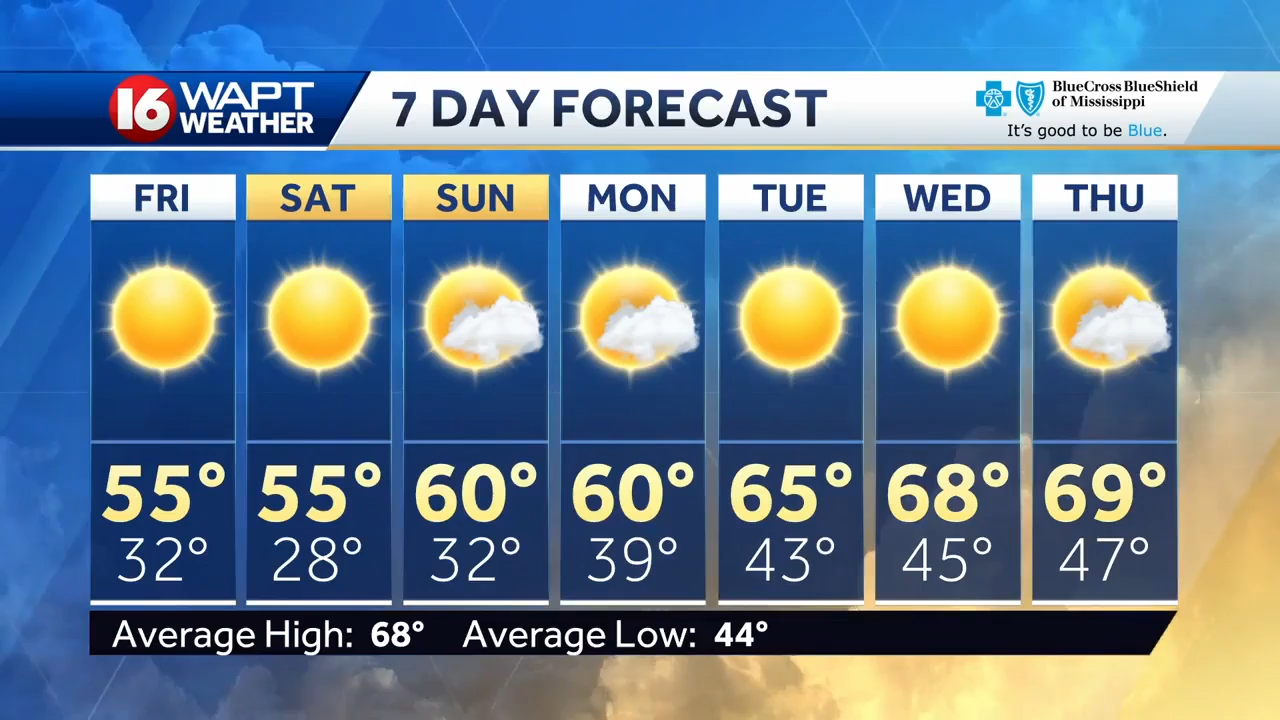 16 WAPT
WEATHER
7 DAY FORECAST
BlueCross BlueShield
of Mississippi
It's good to be Blue.
FRI SAT SUN MON TUE WED THU
55° 55° 60° 60° 65° 68° 69°
32° 28° 32° 39° 43° 45° 47°
Average High: 68° Average Low: 44°